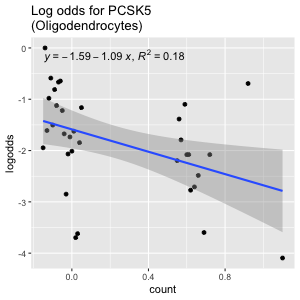 Log odds for PCSK5
(Oligodendrocytes)
y = −1.59 − 1.09 x, R² = 0.18
0
-1
-2
-3
-4
logodds
0.0 0.4 0.8
count